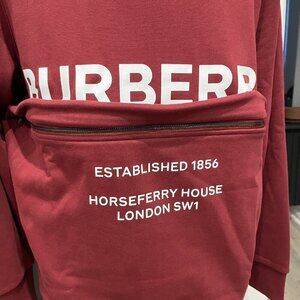 BURBERR
ESTABLISHED 1856
HORSEFERRY HOUSE
LONDON SW1